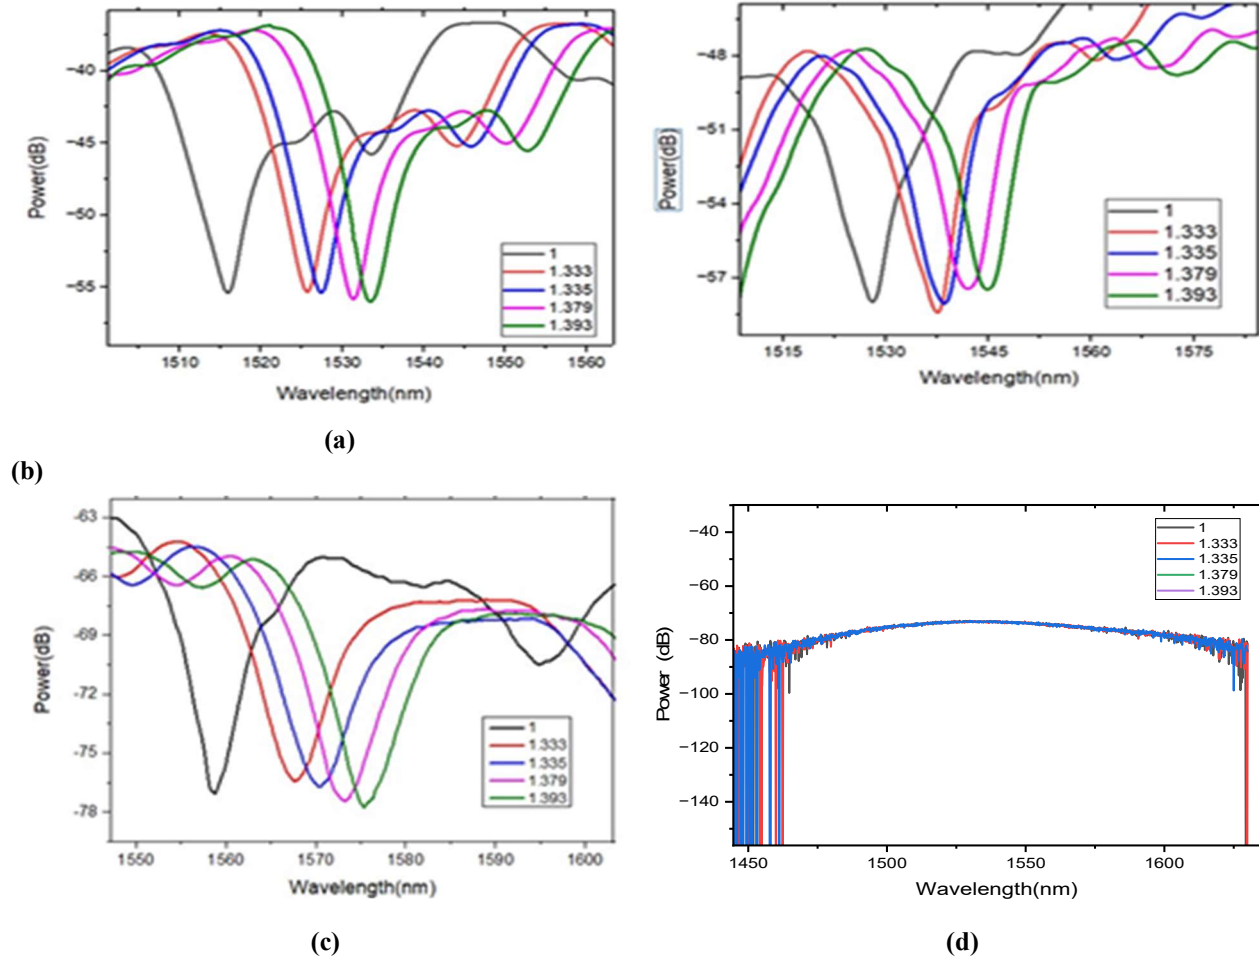 −40
−45
−50
−55
Power(dB)
1
1.333
1.335
1.379
1.393
1510 1520 1530 1540 1550 1560
Wavelength(nm)
(a)
−48
−51
−54
−57
Power(dB)
1
1.333
1.335
1.379
1.393
1515 1530 1545 1560 1575
Wavelength(nm)
(b)
-63
-66
-69
-72
-75
-78
Power(dB)
1
1.333
1.335
1.379
1.393
1550 1560 1570 1580 1590 1600
Wavelength(nm)
(c)
−40
−60
−80
−100
−120
−140
Power (dB)
1
1.333
1.335
1.379
1.393
1450 1500 1550 1600
Wavelength(nm)
(d)